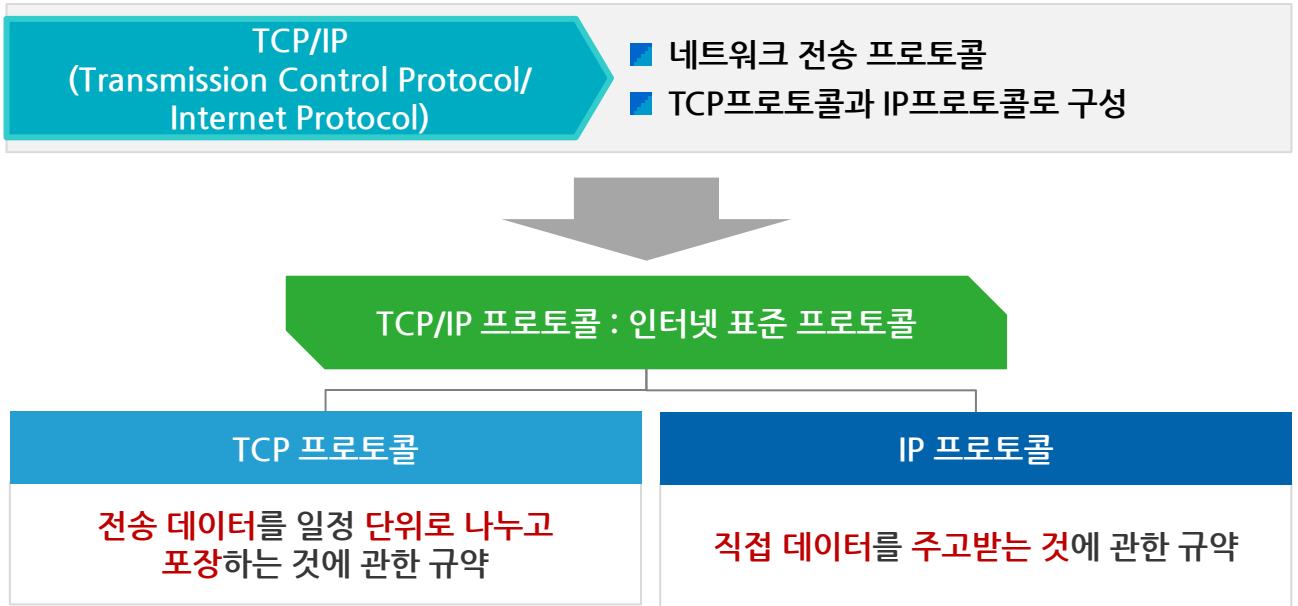 TCP/IP
(Transmission Control Protocol/
Internet Protocol)
네트워크 전송 프로토콜
TCP프로토콜과 IP프로토콜로 구성
TCP/IP 프로토콜 : 인터넷 표준 프로토콜
TCP 프로토콜
전송 데이터를 일정 단위로 나누고
포장하는 것에 관한 규약
IP 프로토콜
직접 데이터를 주고받는 것에 관한 규약